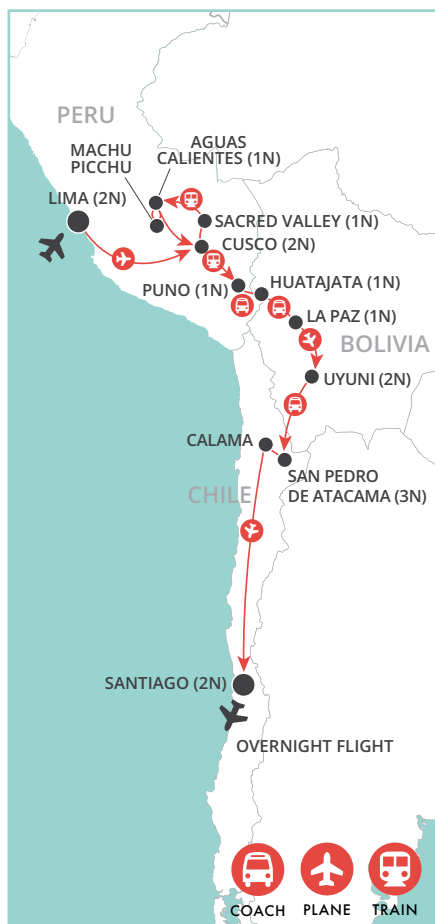 PERU
AGUAS
CALIENTES (1N)
MACHU
PICCHU
LIMA (2N)
SACRED VALLEY (1N)
CUSCO (2N)
PUNO (1N)
HUATAJATA (1N)
LA PAZ (1N)
BOLIVIA
UYUNI (2N)
CALAMA
SAN PEDRO
DE ATACAMA (3N)
CHILE
SANTIAGO (2N)
OVERNIGHT FLIGHT
COACH
PLANE
TRAIN